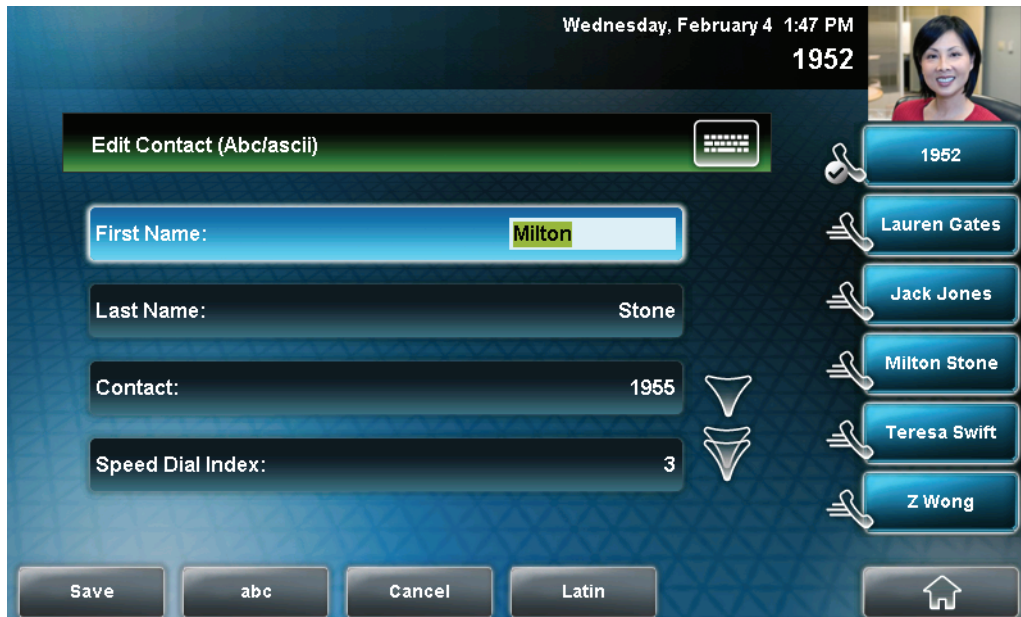 Wednesday, February 4 1:47 PM
1952
Edit Contact (Abc/ascii)
First Name: Milton
Last Name: Stone
Contact: 1955
Speed Dial Index: 3
1952
Lauren Gates
Jack Jones
Milton Stone
Teresa Swift
Z Wong
Save abc Cancel Latin